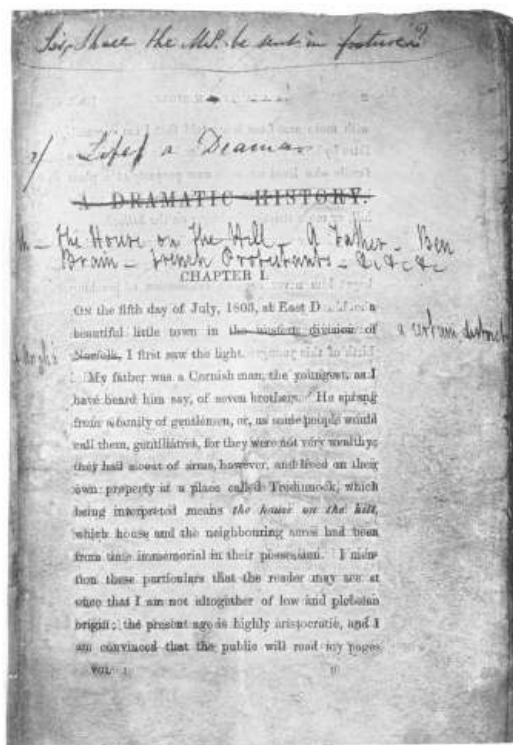 Sir, Shall the MS. be sent in future?
Life, a Drama
A DRAMATIC HISTORY.
The House on The Hill - A Father - Ben
Brain - French Protestants - &c, &c, &c.
CHAPTER I.
ON the fifth day of July, 1803, at East D a
beautiful little town in the western division of a certain district
Norfolk, I first saw the light.
My father was a Cornish man, the youngest, as I
have heard him say, of seven brothers. He sprang
from a family of gentlemen, or, as some people would
call them, gentillâtres, for they were not very wealthy;
they had a coat of arms, however, and lived on their
own property at a place called Tredinnock, which
being interpreted means the house on the hill,
which house and the neighbouring acres had been
from time immemorial in their possession. I men-
tion these particulars that the reader may see at
once that I am not altogether of low and plebeian
origin; the present age is highly aristocratic, and I
am convinced that the public will read my pages
VOL. I